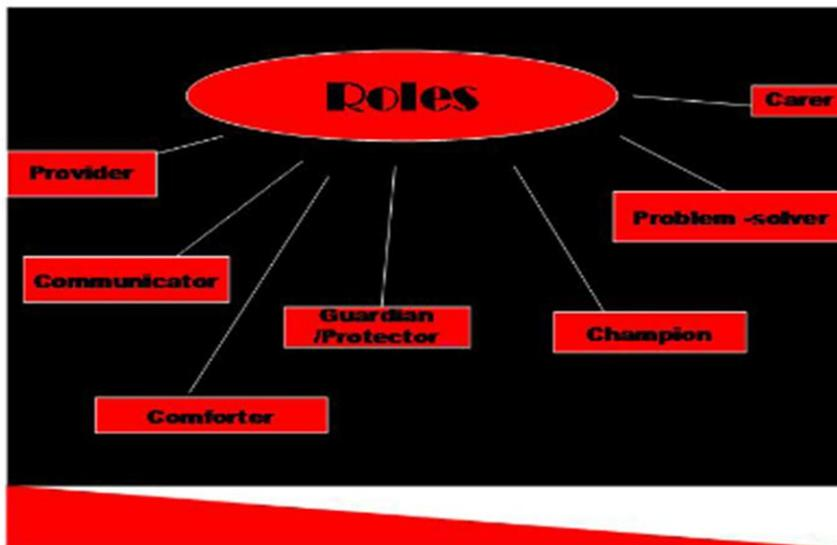 Roles
Carer
Provider
Problem -solver
Communicator
Guardian
/Protector
Champion
Comforter